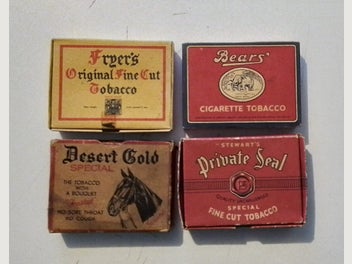 Fryer's
Original Fine Cut
Tobacco
Bears'
CIGARETTE TOBACCO
Desert Gold
SPECIAL
THE TOBACCO
WITH
A BOUQUET
NO SORE THROAT
NO COUGH
"STEWART'S"
Private Seal
SPECIAL
FINE CUT TOBACCO